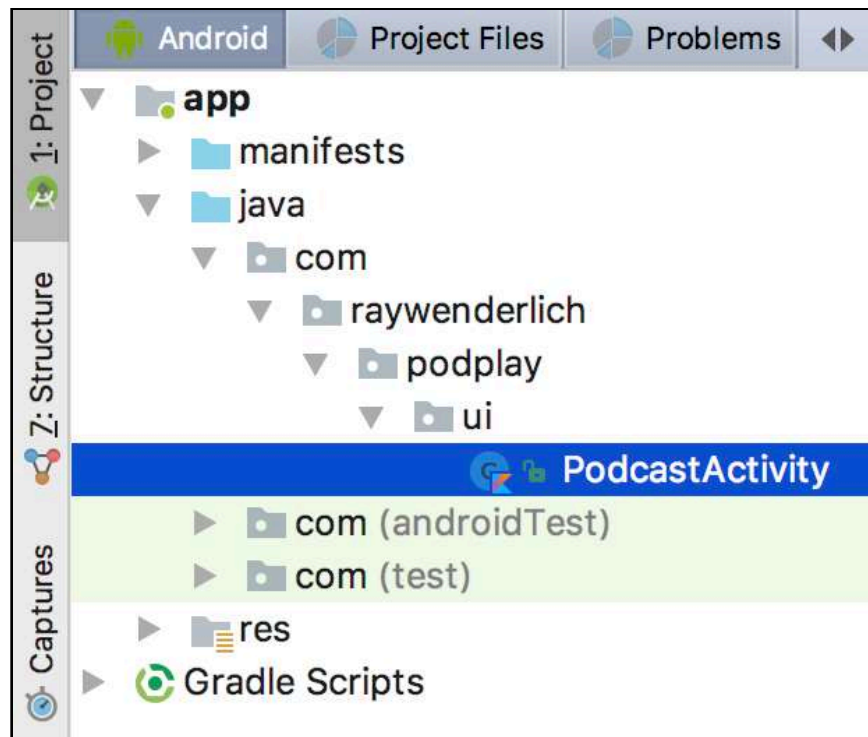 Android Project Files Problems
1: Project
app
manifests
java
com
raywenderlich
podplay
ui
7: Structure
PodcastActivity
com (androidTest)
com (test)
Captures
res
Gradle Scripts